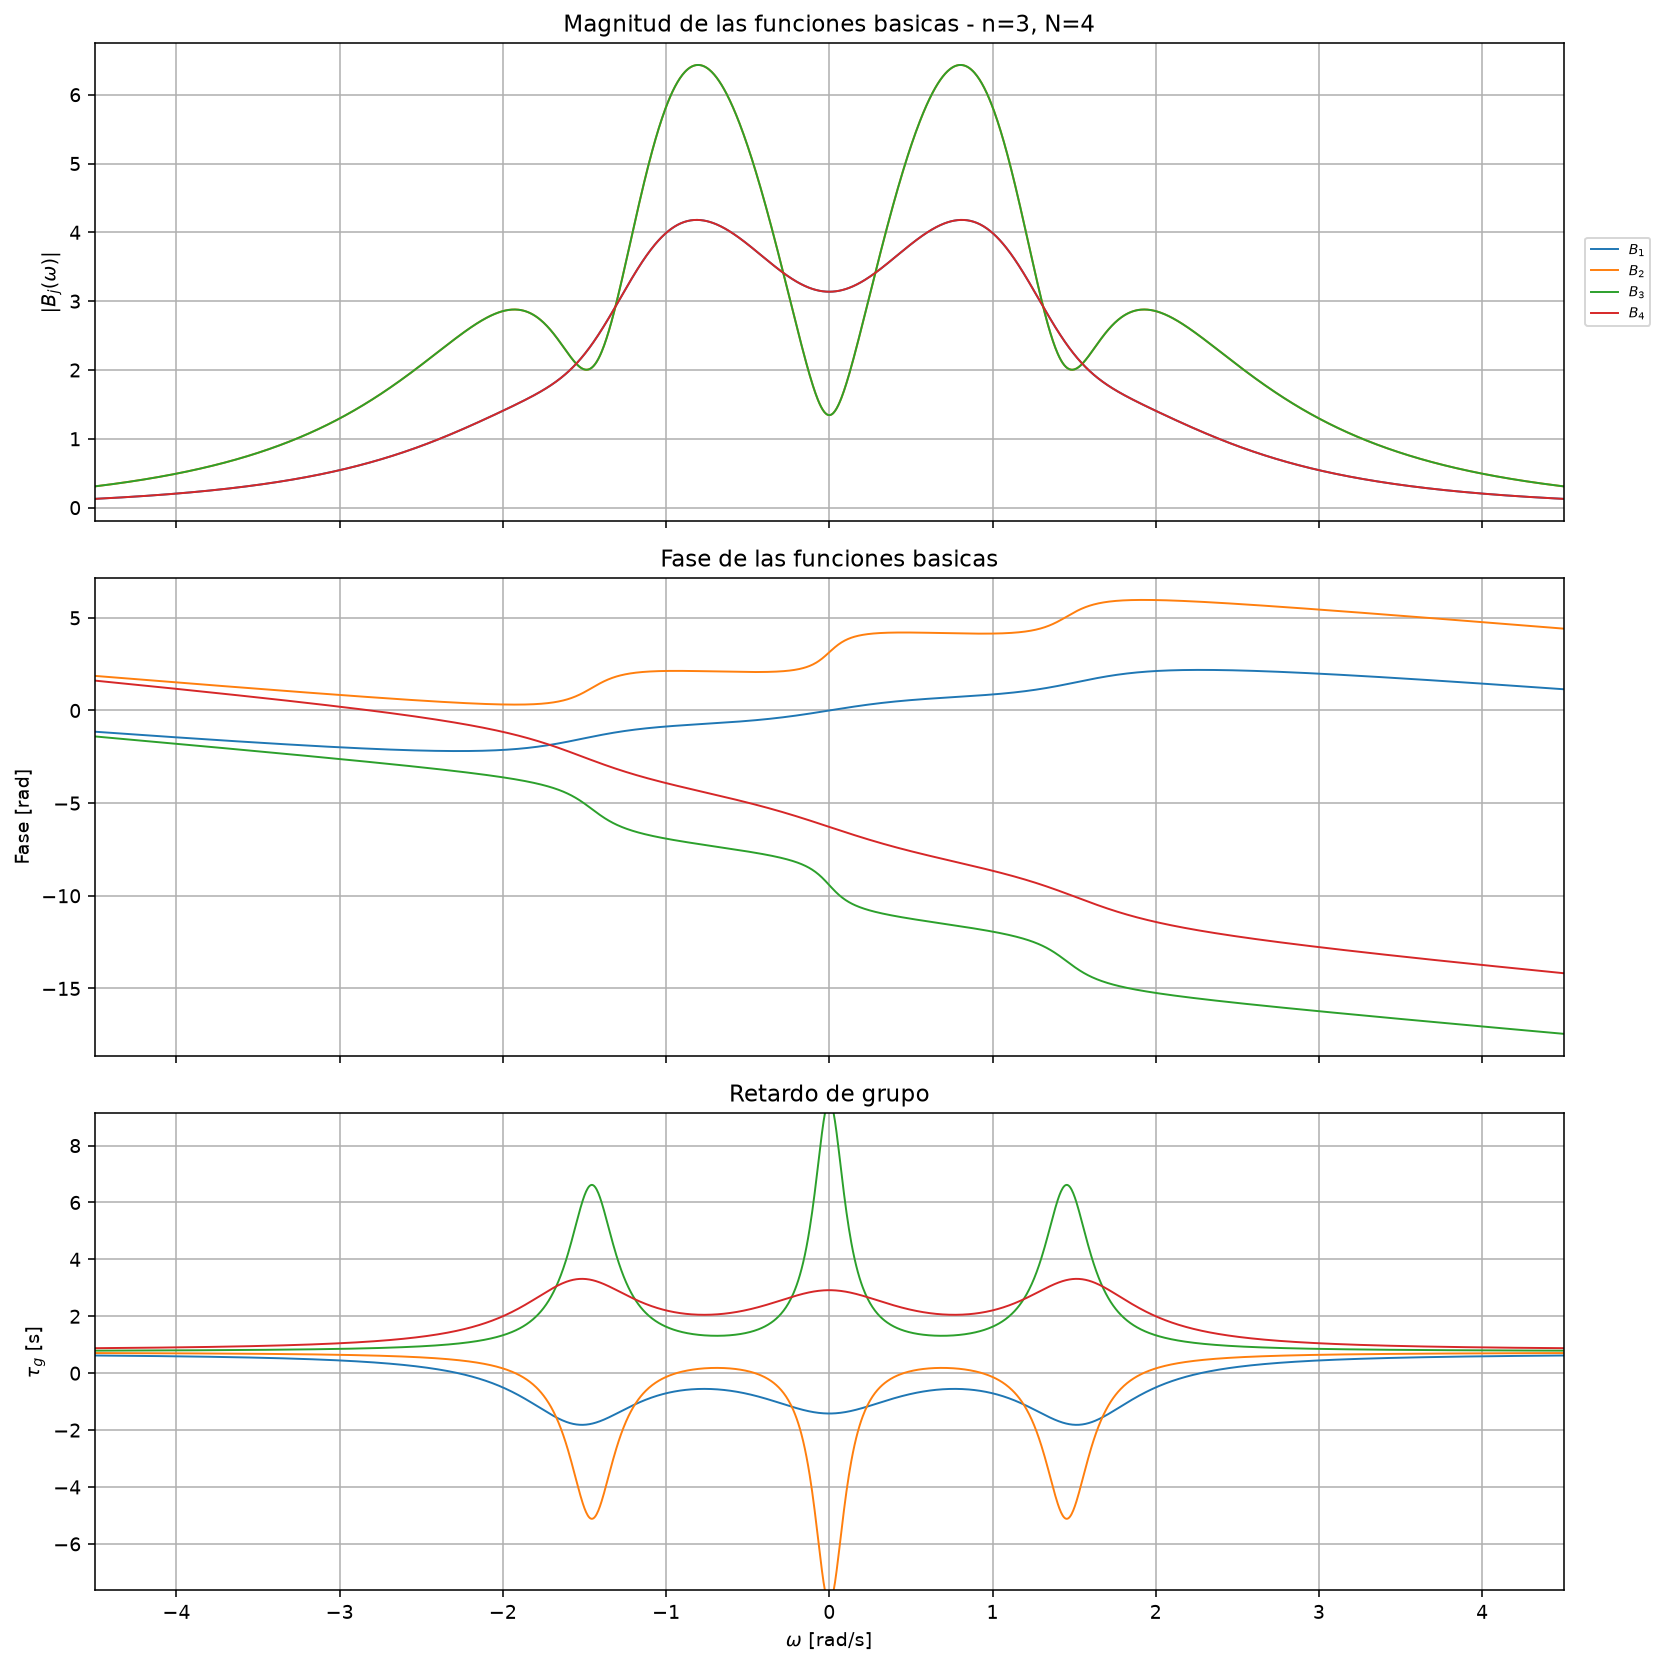 Magnitud de las funciones basicas - n=3, N=4
|B_j(ω)|
6
5
4
3
2
1
0
B_1
B_2
B_3
B_4
Fase de las funciones basicas
Fase [rad]
5
0
−5
−10
−15
Retardo de grupo
τ_g [s]
8
6
4
2
0
−2
−4
−6
−4 −3 −2 −1 0 1 2 3 4
ω [rad/s]